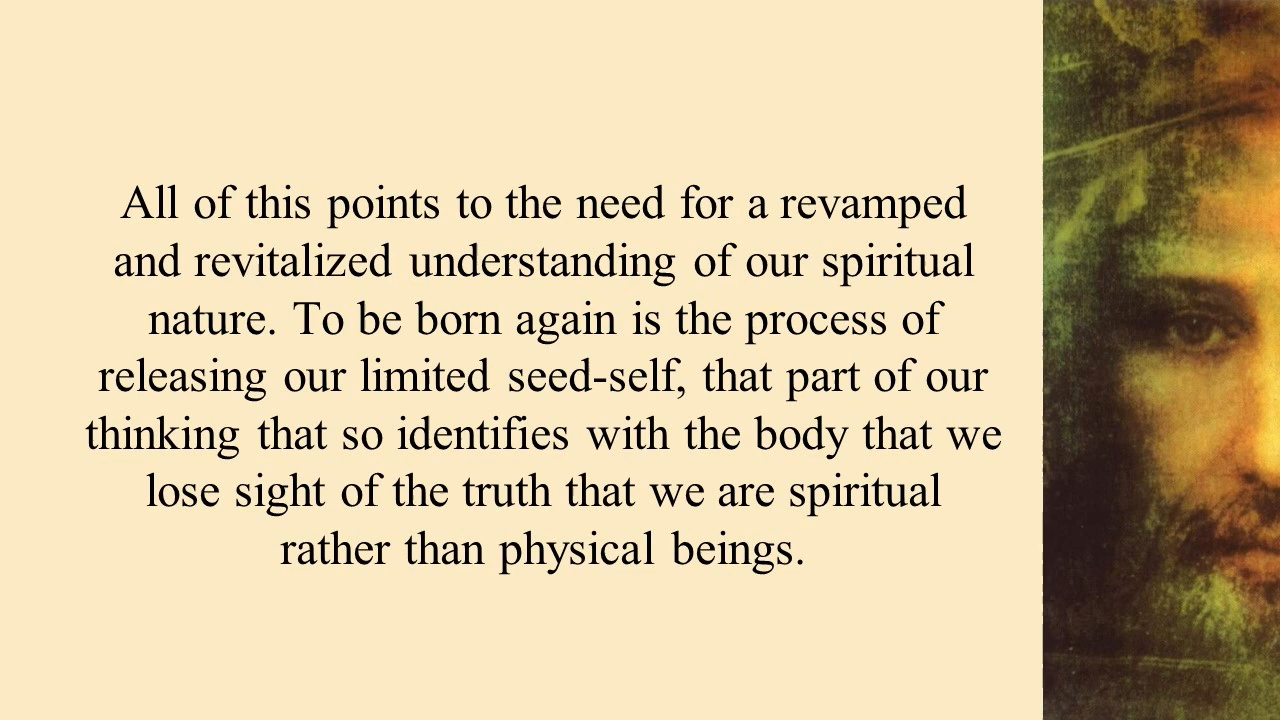 All of this points to the need for a revamped
and revitalized understanding of our spiritual
nature. To be born again is the process of
releasing our limited seed-self, that part of our
thinking that so identifies with the body that we
lose sight of the truth that we are spiritual
rather than physical beings.